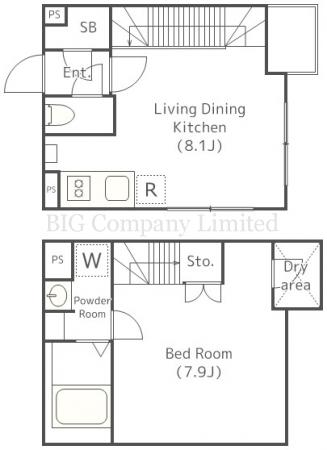 PS
SB
Ent.
Living Dining
Kitchen
(8.1J)
PS
R
BIG Company Limited
PS
W
Sto.
Dry
area
Powder
Room
Bed Room
(7.9J)